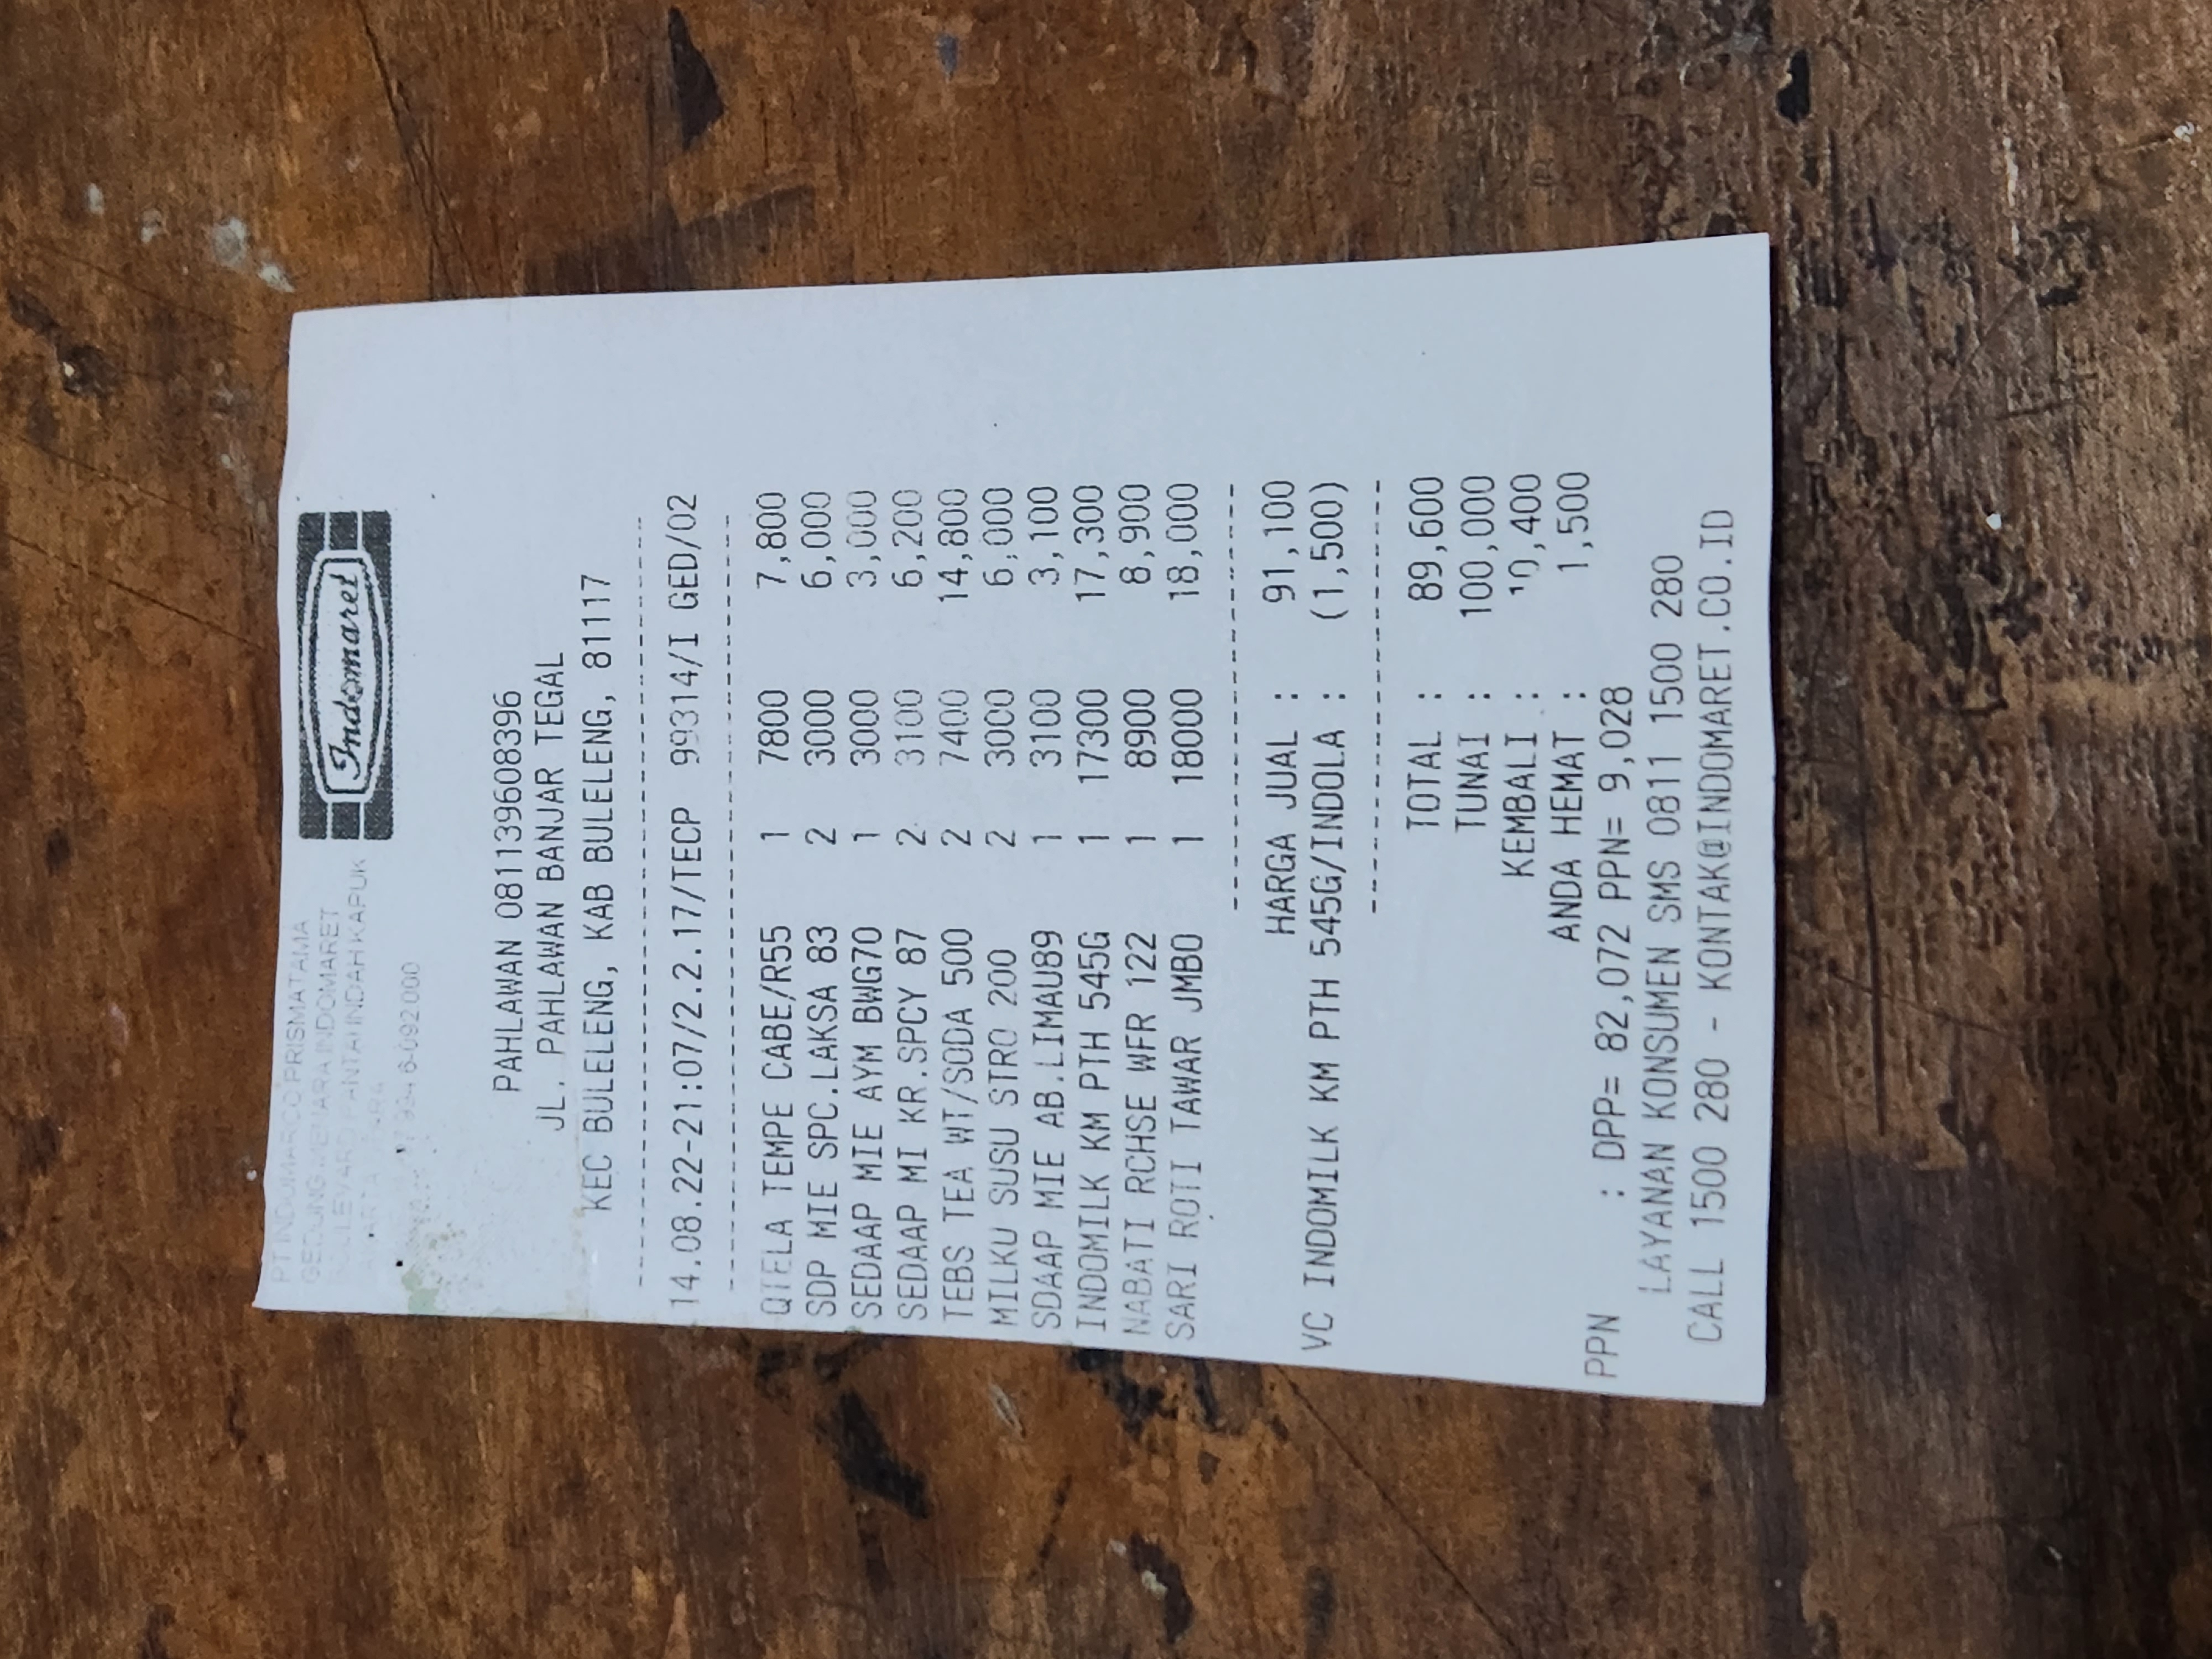 PT INDOMARCO PRISMATAMA
GEDUNG MENARA INDOMARET
BOULEVARD PANTAI INDAH KAPUK
6-092000
Indomaret
PAHLAWAN 081139608396
JL. PAHLAWAN BANJAR TEGAL
KEC BULELENG, KAB BULELENG, 81117
14.08.22-21:07/2.2.17/TECP 99314/I GED/02
QTELA TEMPE CABE/R55 1 7800 7,800
SDP MIE SPC.LAKSA 83 2 3000 6,000
SEDAAP MIE AYM BWG70 1 3000 3,000
SEDAAP MI KR.SPCY 87 2 3100 6,200
TEBS TEA WT/SODA 500 2 7400 14,800
MILKU SUSU STRO 200 2 3000 6,000
SDAAP MIE AB.LIMAU89 1 3100 3,100
INDOMILK KM PTH 545G 1 17300 17,300
NABATI RCHSE WFR 122 1 8900 8,900
SARI ROTI TAWAR JMBO 1 18000 18,000
HARGA JUAL : 91,100
VC INDOMILK KM PTH 545G/INDOLA : (1,500)
TOTAL : 89,600
TUNAI : 100,000
KEMBALI : 10,400
ANDA HEMAT : 1,500
PPN : DPP= 82,072 PPN= 9,028
LAYANAN KONSUMEN SMS 0811 1500 280
CALL 1500 280 - KONTAK@INDOMARET.CO.ID